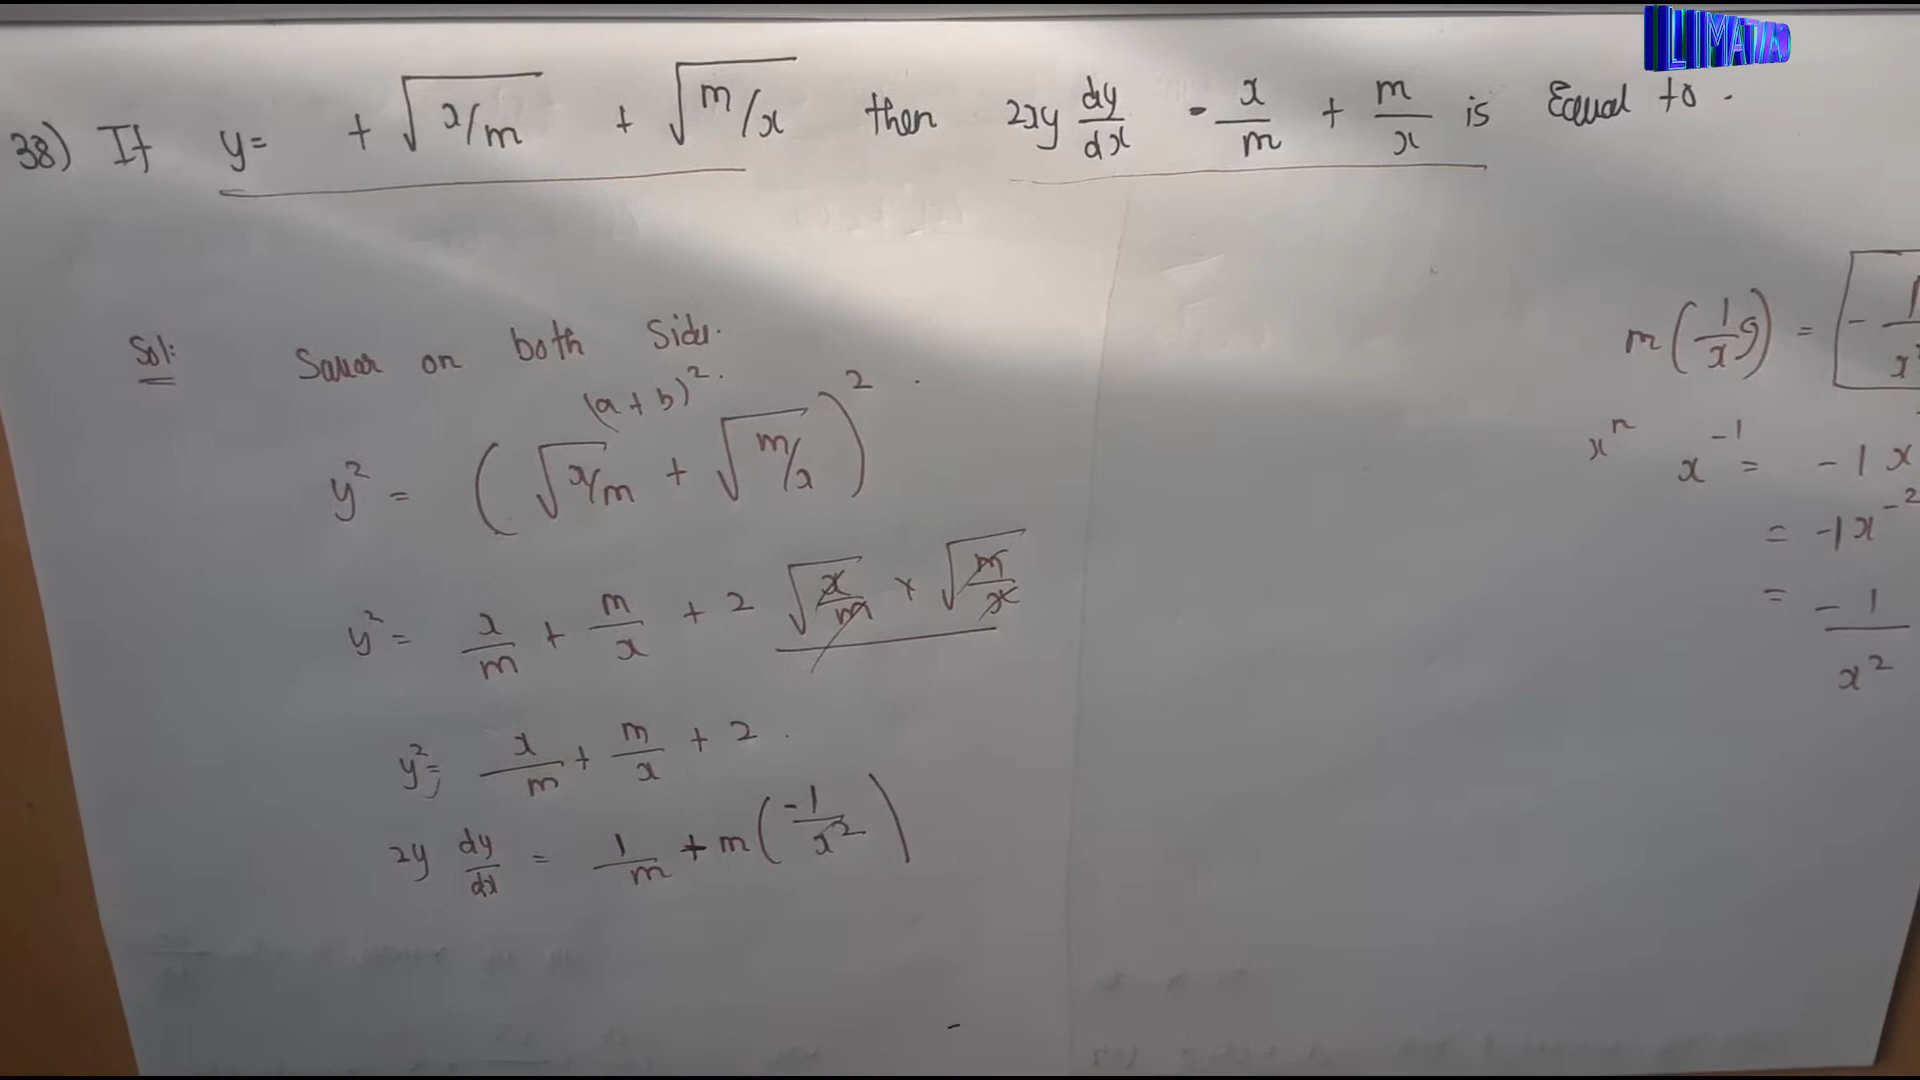 38) If y= + √x/m + √m/x then 2xy dy/dx - x/m + m/x is Equal to .
Sol: on both Side.
(a + b)².
y² = (√x/m + √m/x)² .
y² = x/m + m/x + 2 √x/m × √m/x
y² = x/m + m/x + 2 .
2y dy/dx = 1/m + m(-1/x²)
m(1/x) = - 1/x
xⁿ x⁻¹ = -1 x
= -1x⁻²
= -1/x²